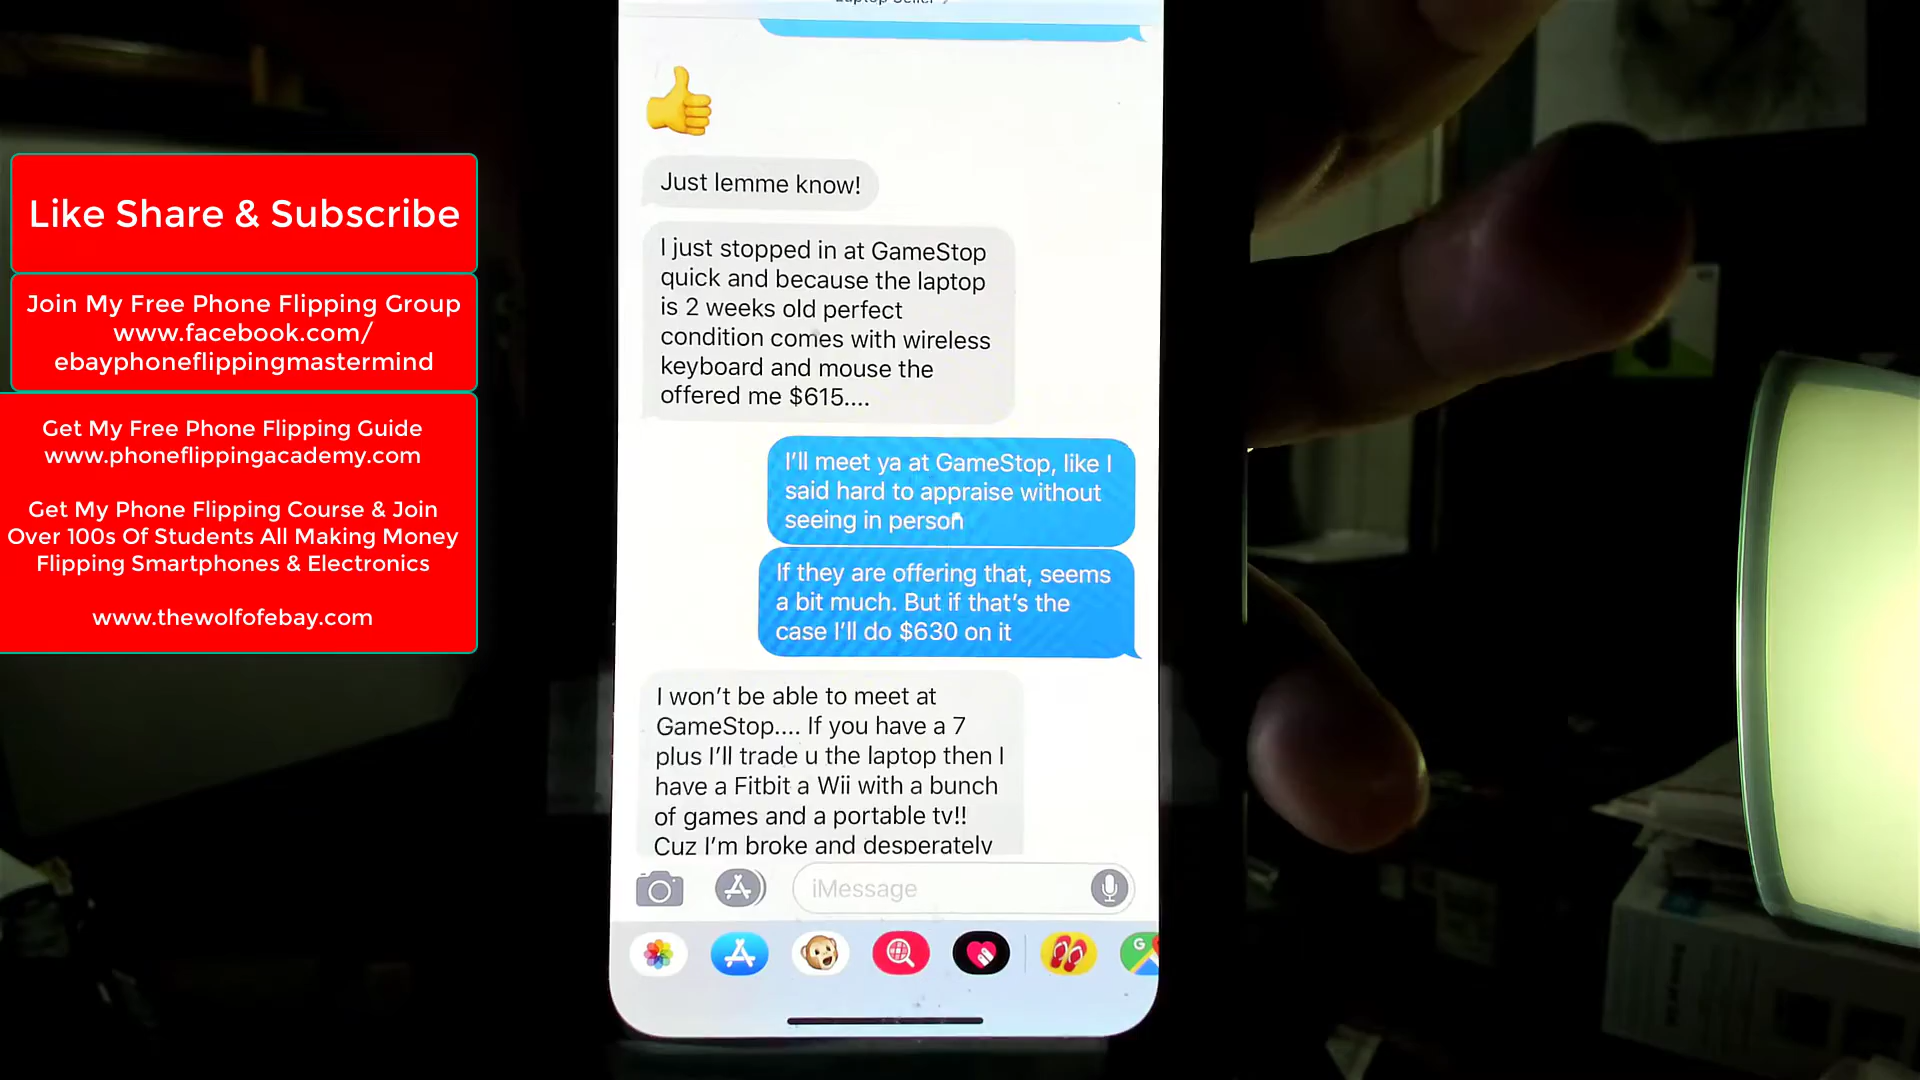 Laptop Seller
👍
Just lemme know!
I just stopped in at GameStop
quick and because the laptop
is 2 weeks old perfect
condition comes with wireless
keyboard and mouse the
offered me $615....
I'll meet ya at GameStop, like I
said hard to appraise without
seeing in person
If they are offering that, seems
a bit much. But if that's the
case I'll do $630 on it
I won't be able to meet at
GameStop.... If you have a 7
plus I'll trade u the laptop then I
have a Fitbit a Wii with a bunch
of games and a portable tv!!
Cuz I'm broke and desperately
iMessage
G
Like Share & Subscribe
Join My Free Phone Flipping Group
www.facebook.com/
ebayphoneflippingmastermind
Get My Free Phone Flipping Guide
www.phoneflippingacademy.com
Get My Phone Flipping Course & Join
Over 100s Of Students All Making Money
Flipping Smartphones & Electronics
www.thewolfofebay.com